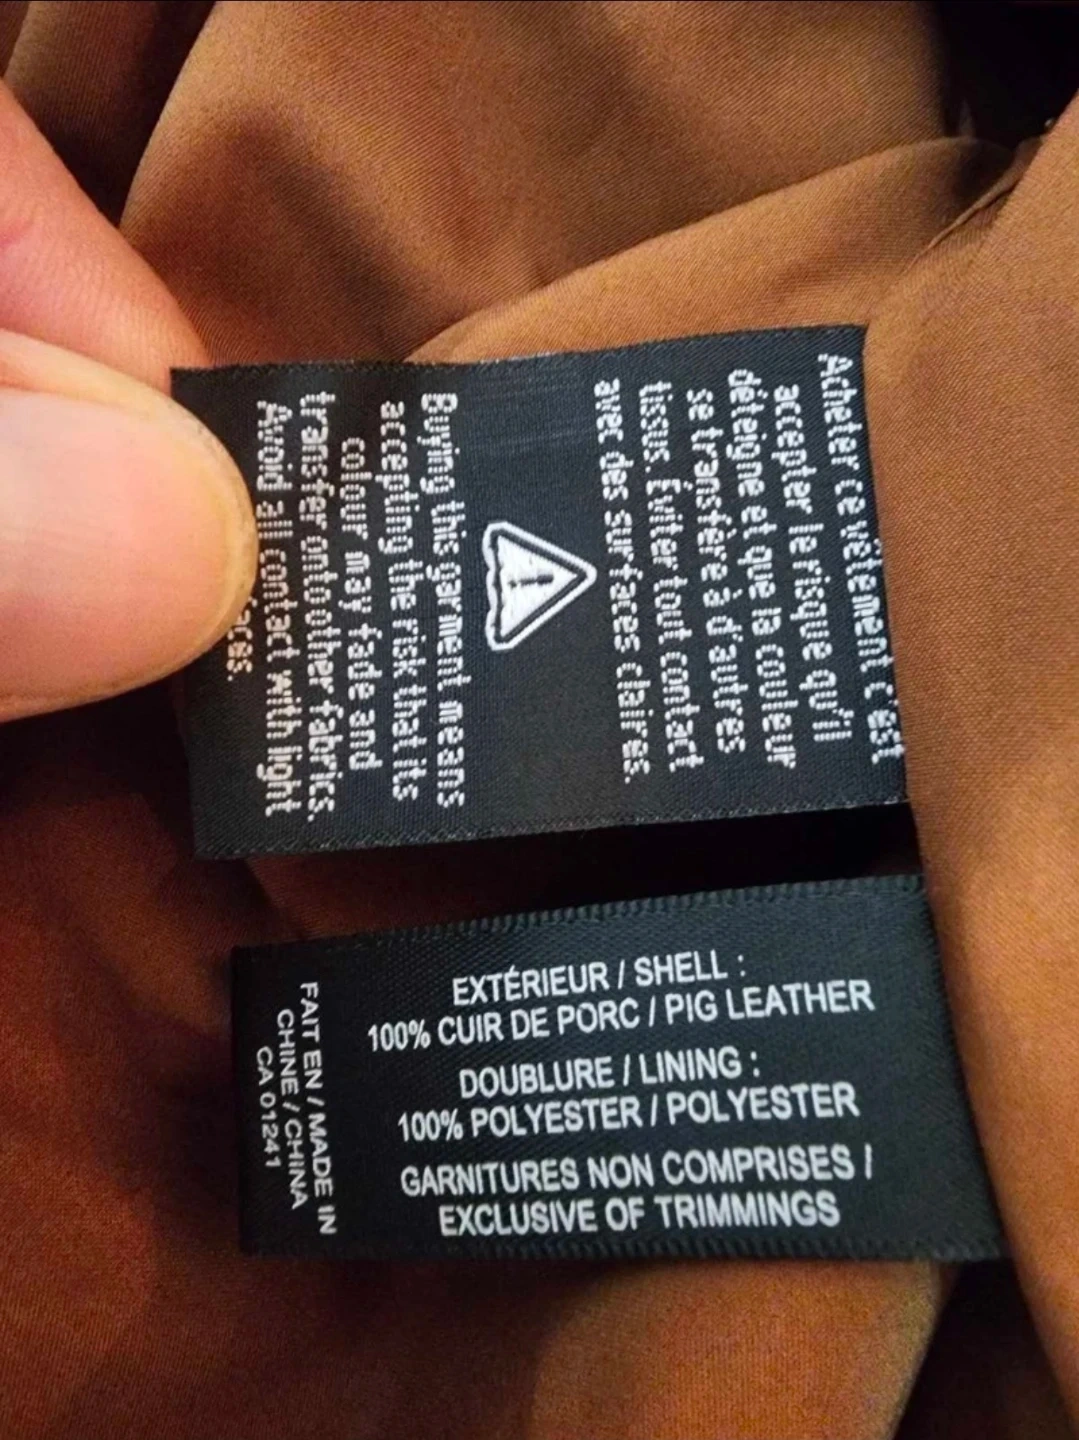 Acheter ce vêtement c'est
accepter le risque qu'il
déteigne et que la couleur
se transfère à d'autres
tissus. Éviter tout contact
avec des surfaces claires.
Buying this garment means
accepting the risk that its
colour may fade and
transfer onto other fabrics.
Avoid all contact with light
EXTÉRIEUR / SHELL :
100% CUIR DE PORC / PIG LEATHER
DOUBLURE / LINING :
100% POLYESTER / POLYESTER
GARNITURES NON COMPRISES /
EXCLUSIVE OF TRIMMINGS
FAIT EN / MADE IN
CHINE / CHINA
CA 01241